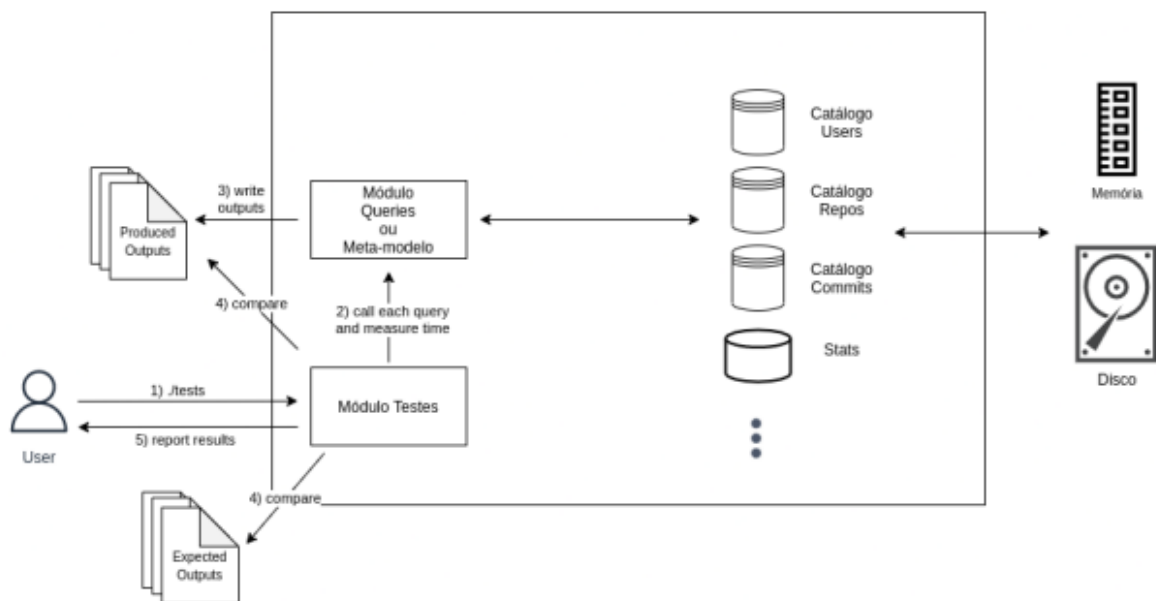 Catálogo
Users
Memória
3) write
outputs
Módulo
Queries
ou
Meta-modelo
Catálogo
Repos
Produced
Outputs
Catálogo
Commits
4) compare
2) call each query
and measure time
Stats
Disco
1) ./tests
Módulo Testes
5) report results
User
4) compare
Expected
Outputs